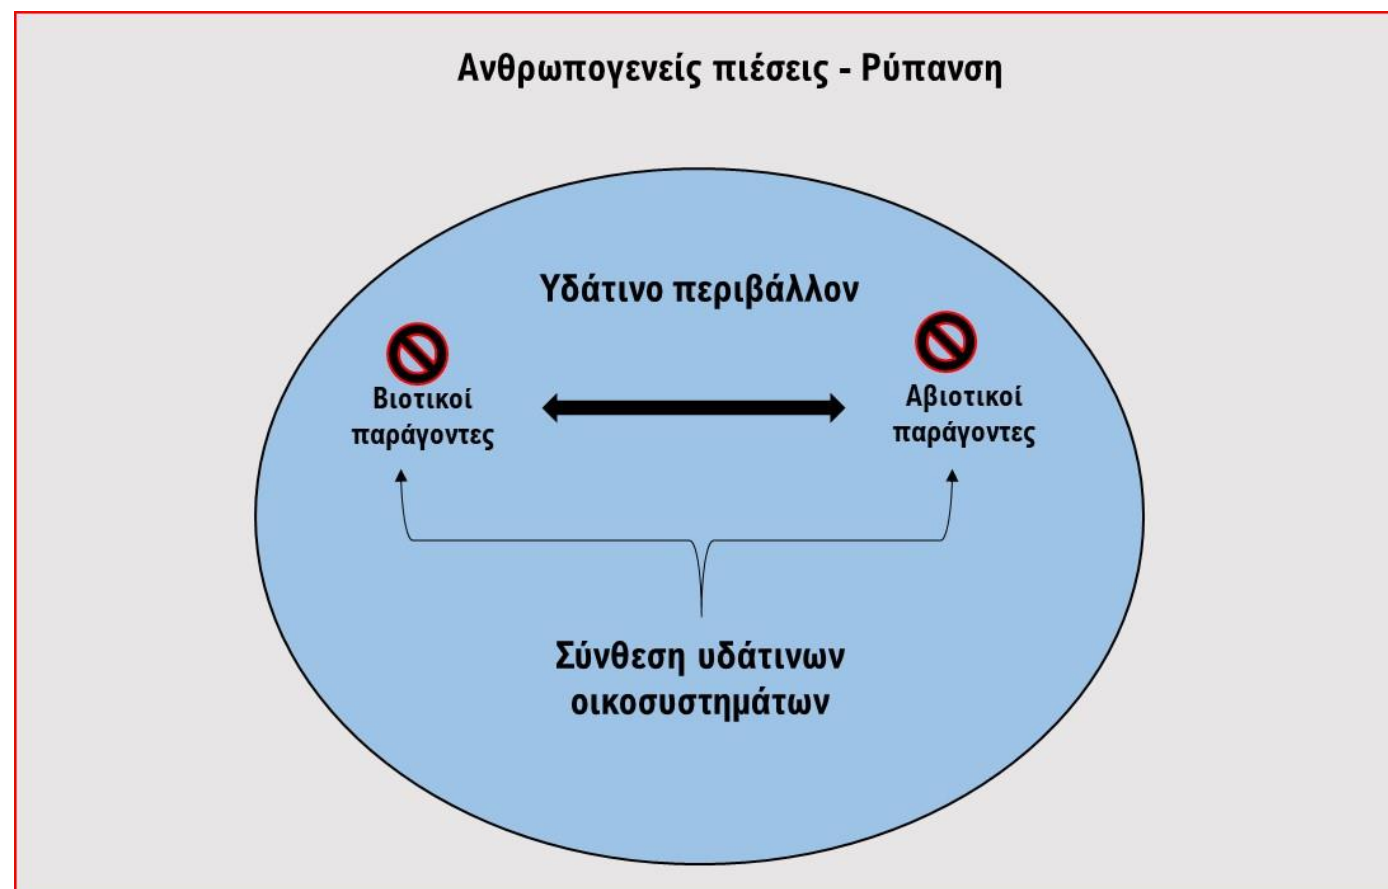 Ανθρωπογενείς πιέσεις - Ρύπανση
Υδάτινο περιβάλλον
Βιοτικοί
παράγοντες
Αβιοτικοί
παράγοντες
Σύνθεση υδάτινων
οικοσυστημάτων